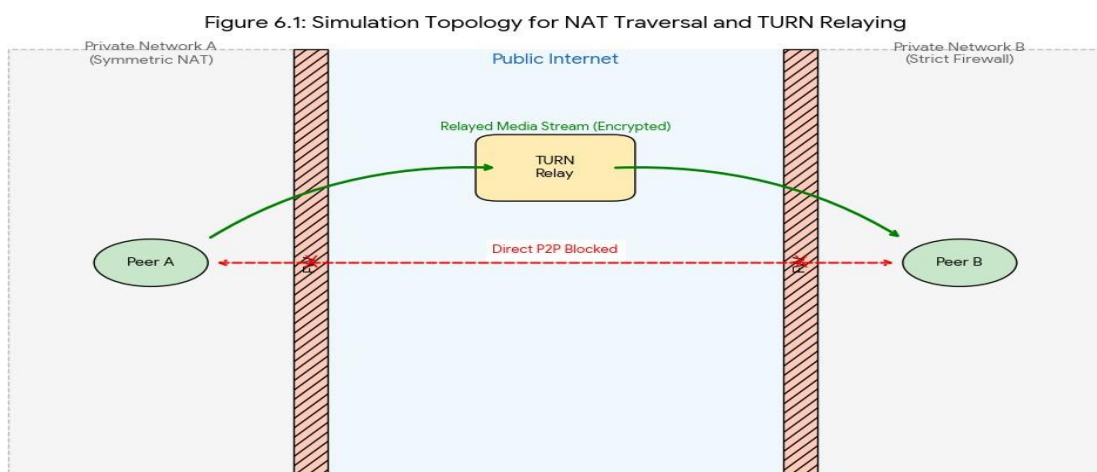 Figure 6.1: Simulation Topology for NAT Traversal and TURN Relaying
Private Network A
(Symmetric NAT)
Public Internet
Private Network B
(Strict Firewall)
Relayed Media Stream (Encrypted)
TURN
Relay
Direct P2P Blocked
Peer A
Peer B